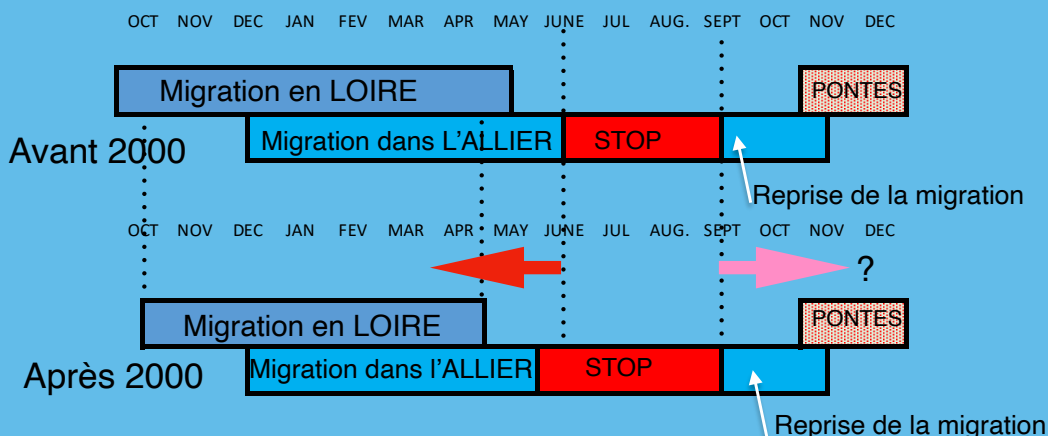 OCT NOV DEC JAN FEV MAR APR MAY JUNE JUL AUG. SEPT OCT NOV DEC
Migration en LOIRE PONTES
Avant 2000 Migration dans L'ALLIER STOP
Reprise de la migration
OCT NOV DEC JAN FEV MAR APR MAY JUNE JUL AUG. SEPT OCT NOV DEC
?
Migration en LOIRE PONTES
Après 2000 Migration dans l'ALLIER STOP
Reprise de la migration